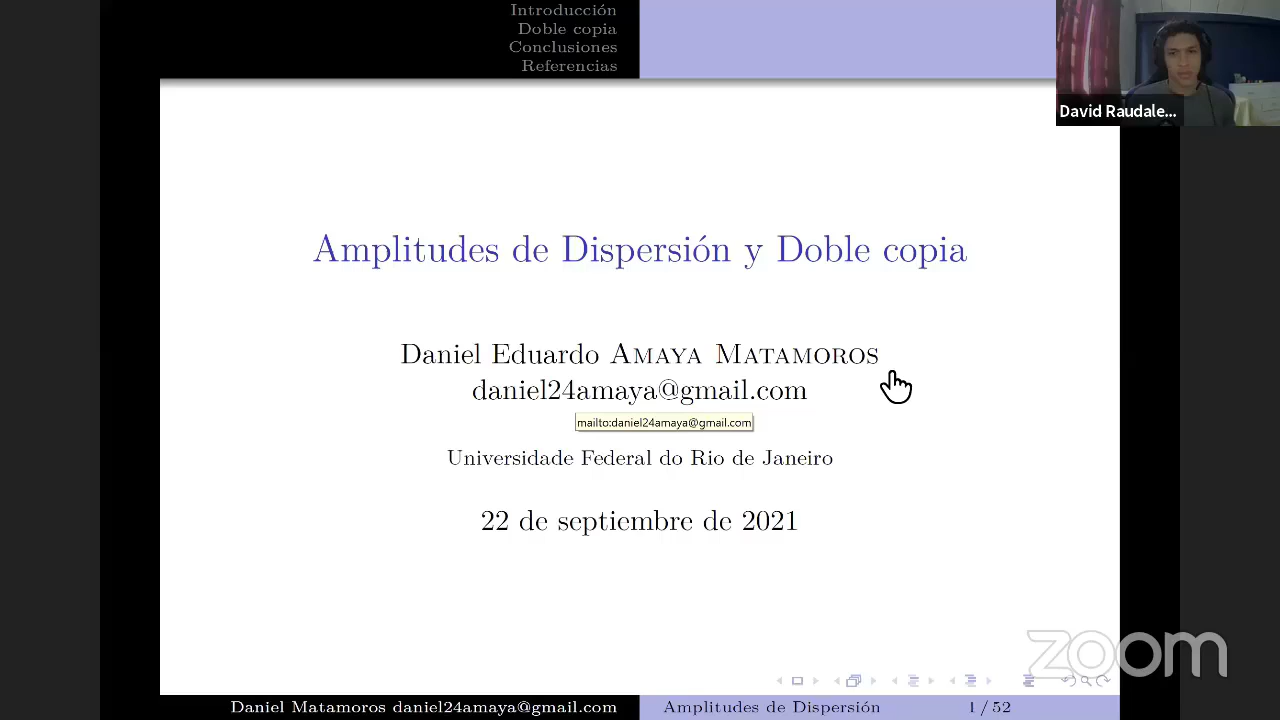 Introducción
Doble copia
Conclusiones
Referencias
David Raudale...
Amplitudes de Dispersión y Doble copia
Daniel Eduardo Amaya Matamoros
daniel24amaya@gmail.com
mailto:daniel24amaya@gmail.com
Universidade Federal do Rio de Janeiro
22 de septiembre de 2021
zoom
Daniel Matamoros daniel24amaya@gmail.com
Amplitudes de Dispersión
1 / 52